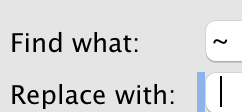 Find what: ~
Replace with: